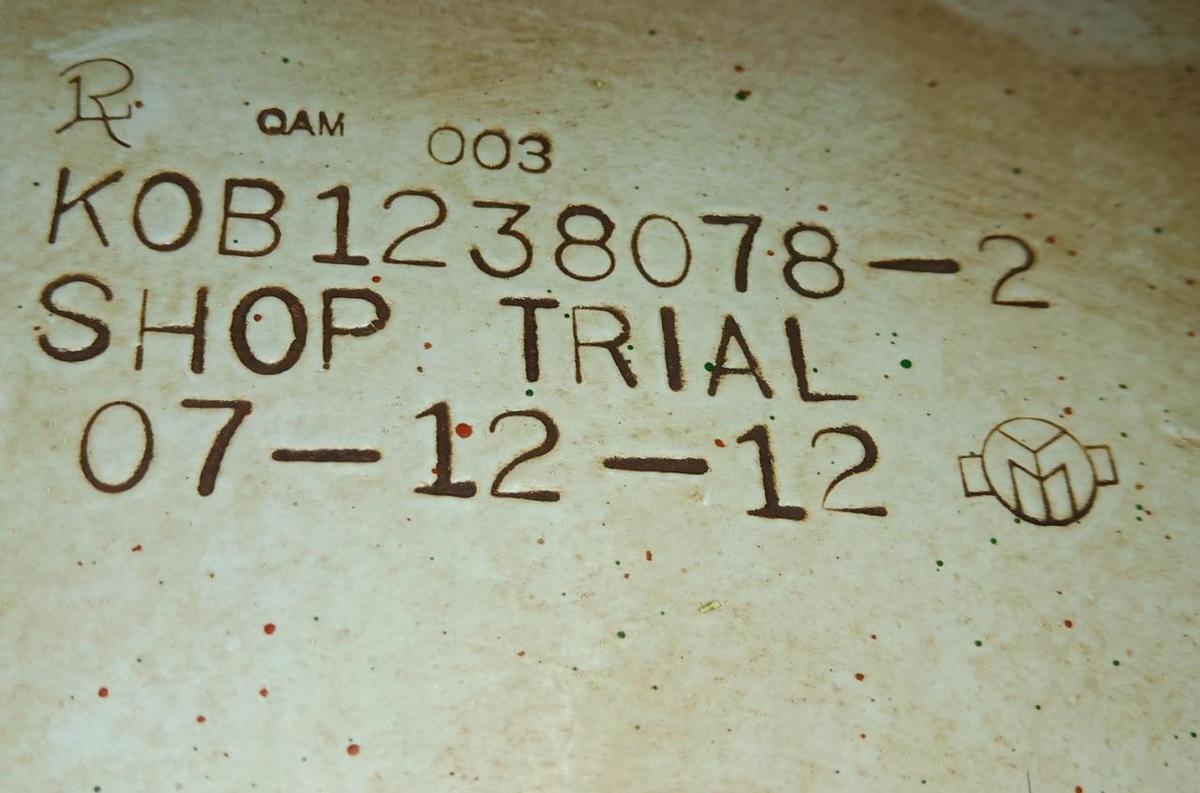 R QAM 003
KOB1238078-2
SHOP TRIAL
07-12-12